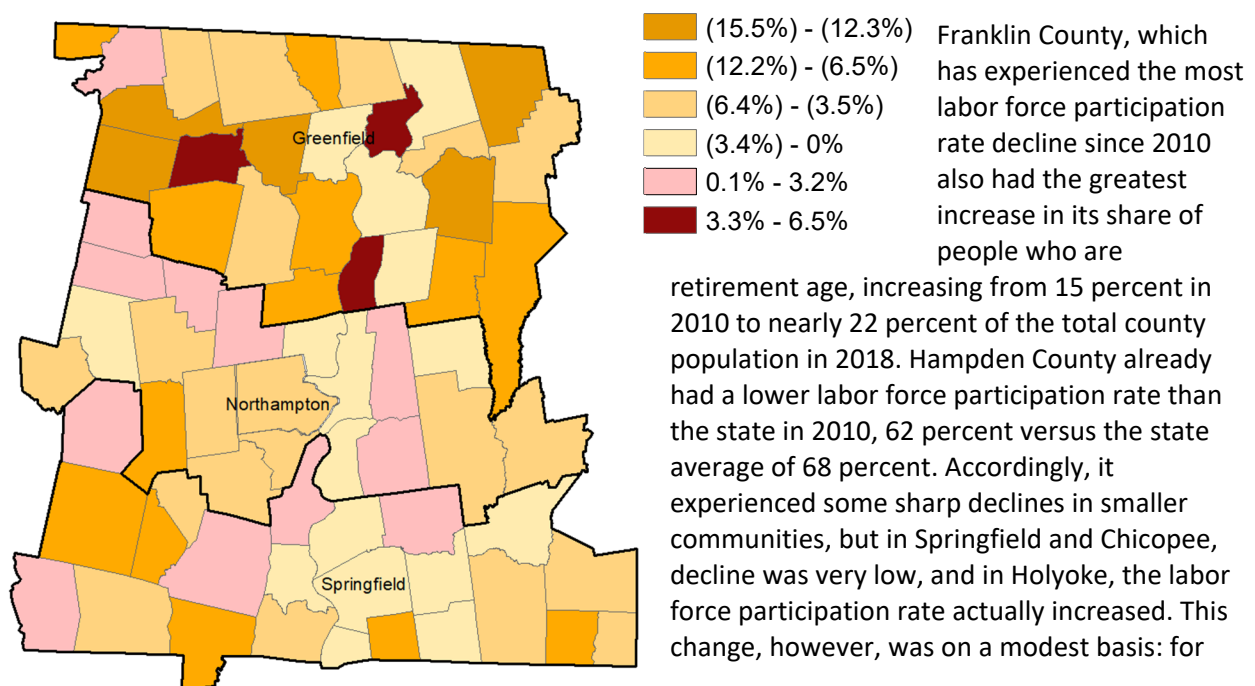 Greenfield
Northampton
Springfield
(15.5%) - (12.3%)
(12.2%) - (6.5%)
(6.4%) - (3.5%)
(3.4%) - 0%
0.1% - 3.2%
3.3% - 6.5%
Franklin County, which
has experienced the most
labor force participation
rate decline since 2010
also had the greatest
increase in its share of
people who are
retirement age, increasing from 15 percent in
2010 to nearly 22 percent of the total county
population in 2018. Hampden County already
had a lower labor force participation rate than
the state in 2010, 62 percent versus the state
average of 68 percent. Accordingly, it
experienced some sharp declines in smaller
communities, but in Springfield and Chicopee,
decline was very low, and in Holyoke, the labor
force participation rate actually increased. This
change, however, was on a modest basis: for